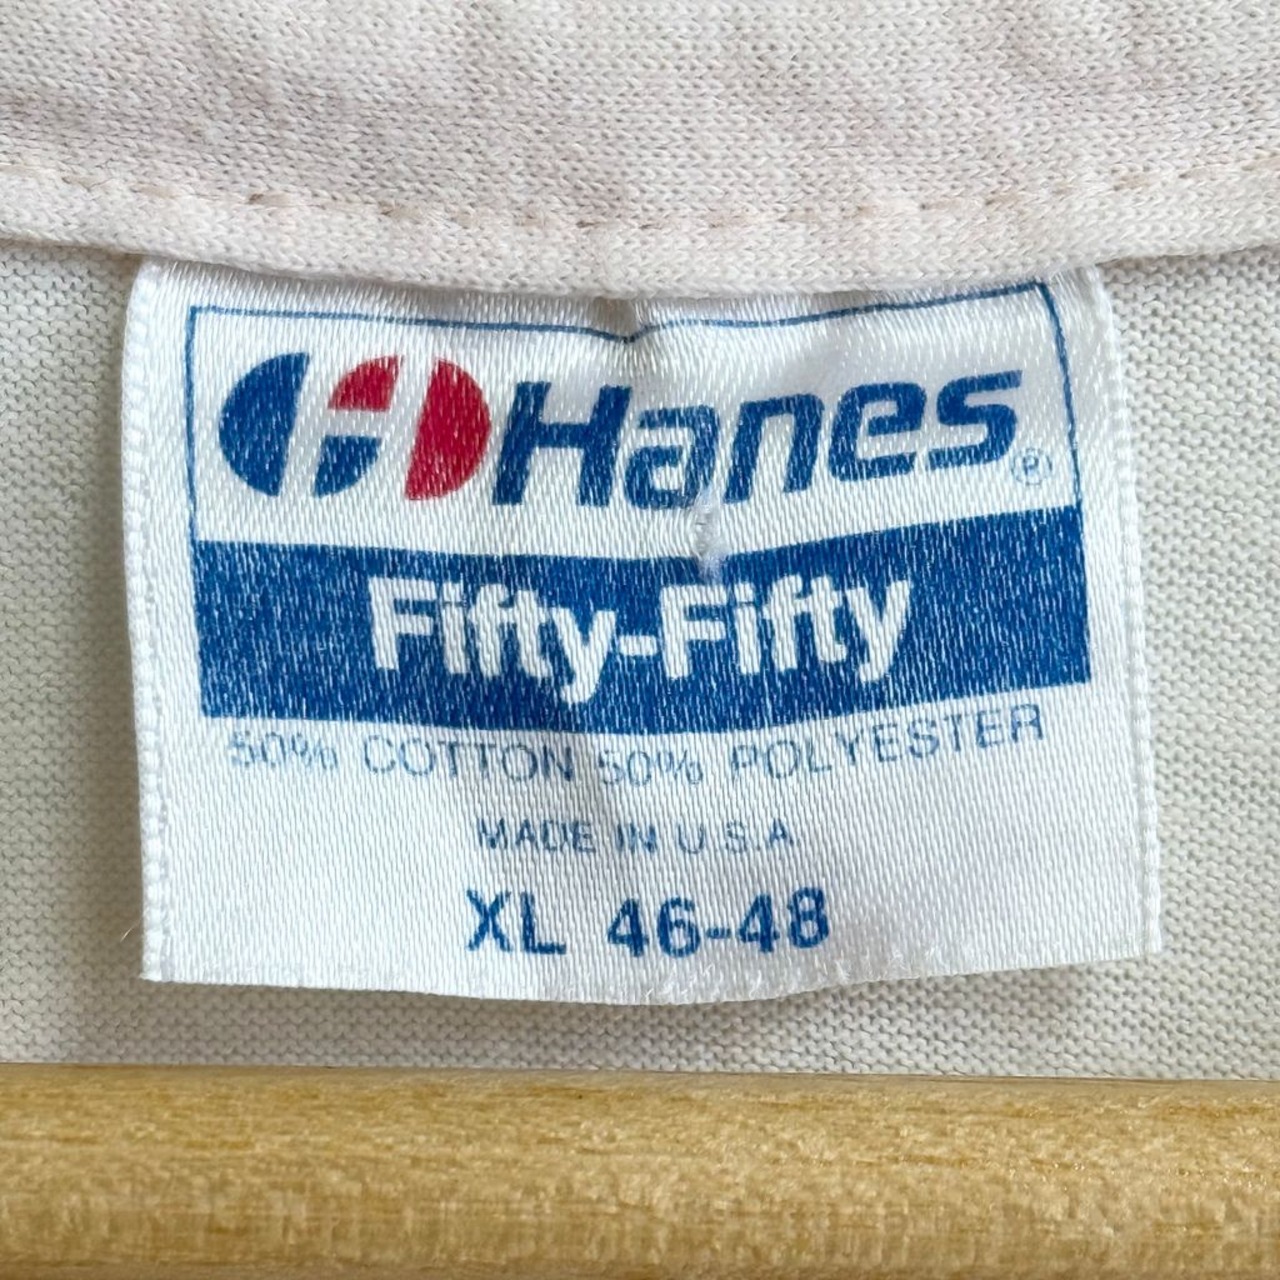 Hanes®
Fifty-Fifty
50% COTTON 50% POLYESTER
MADE IN U.S.A
XL 46-48